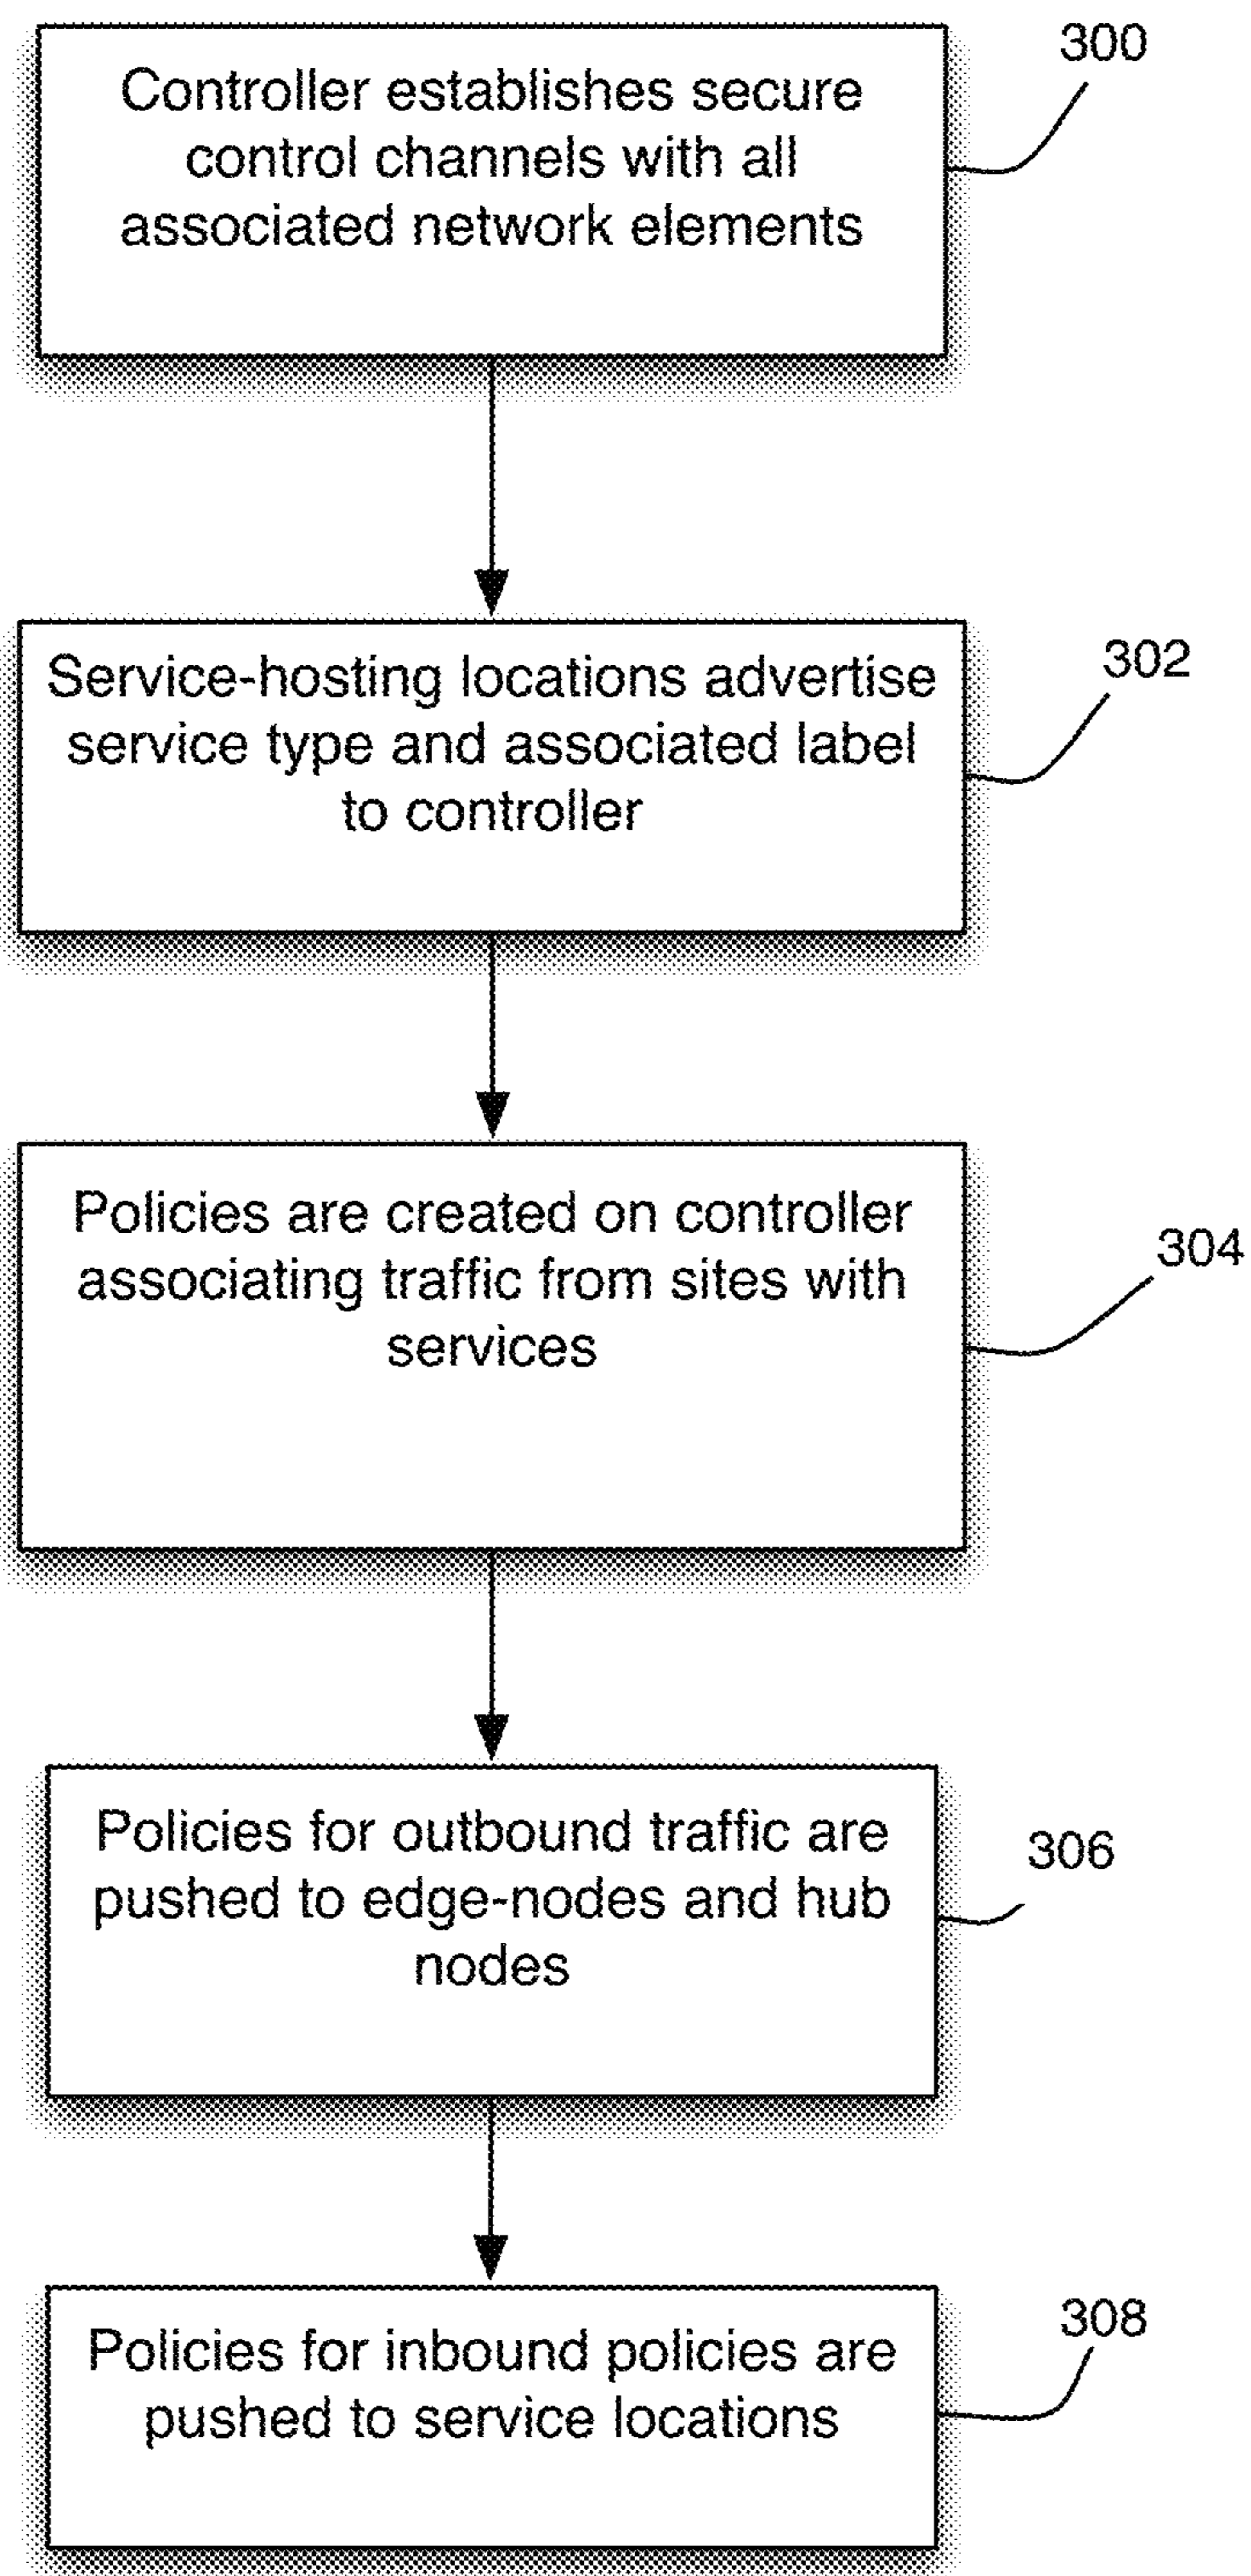 Controller establishes secure
control channels with all
associated network elements
300
Service-hosting locations advertise
service type and associated label
to controller
302
Policies are created on controller
associating traffic from sites with
services
304
Policies for outbound traffic are
pushed to edge-nodes and hub
nodes
306
Policies for inbound policies are
pushed to service locations
308